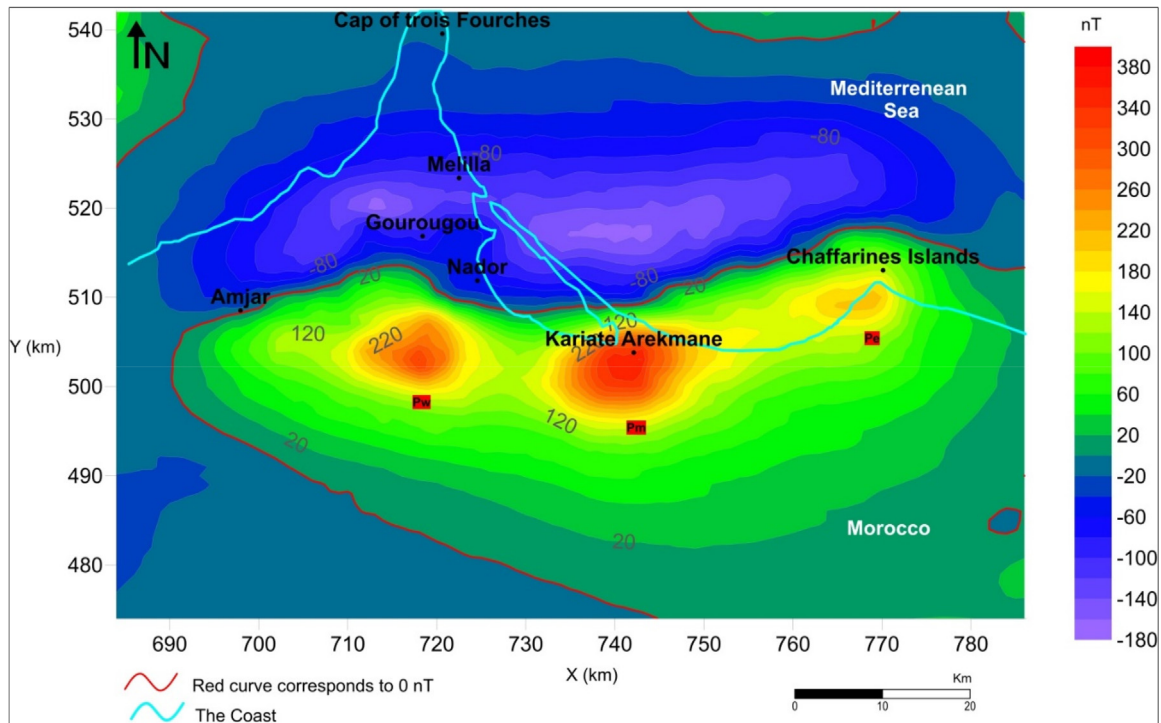 Cap of trois Fourches
nT
540
N
380
340
Mediterrenean
Sea
530
-80
-80
300
Melilla
260
520
Gourougou
220
Chaffarines Islands
180
-80
20
Nador
-80
20
140
510
Amjar
120
120
220
220
Kariate Arekmane
Pe
100
Y (km)
60
500
Pw
120
Pm
20
20
-20
490
-60
Morocco
20
-100
480
-140
-180
690 700 710 720 730 740 750 760 770 780
X (km)
Km
Red curve corresponds to 0 nT
0 10 20
The Coast